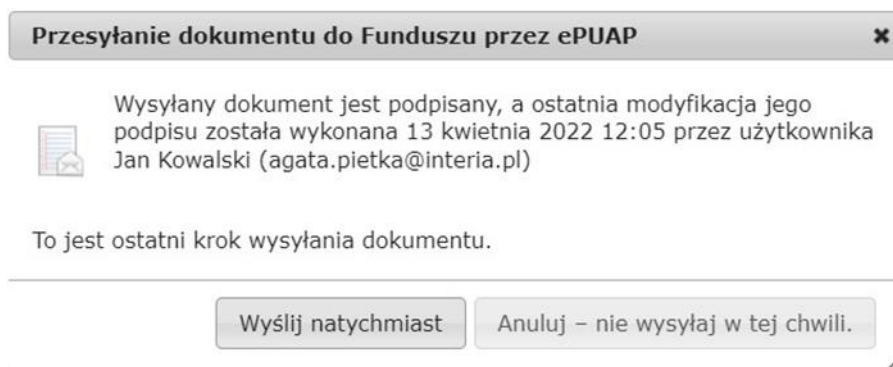 Przesyłanie dokumentu do Funduszu przez ePUAP
Wysyłany dokument jest podpisany, a ostatnia modyfikacja jego
podpisu została wykonana 13 kwietnia 2022 12:05 przez użytkownika
Jan Kowalski (agata.pietka@interia.pl)
To jest ostatni krok wysyłania dokumentu.
Wyślij natychmiast
Anuluj – nie wysyłaj w tej chwili.